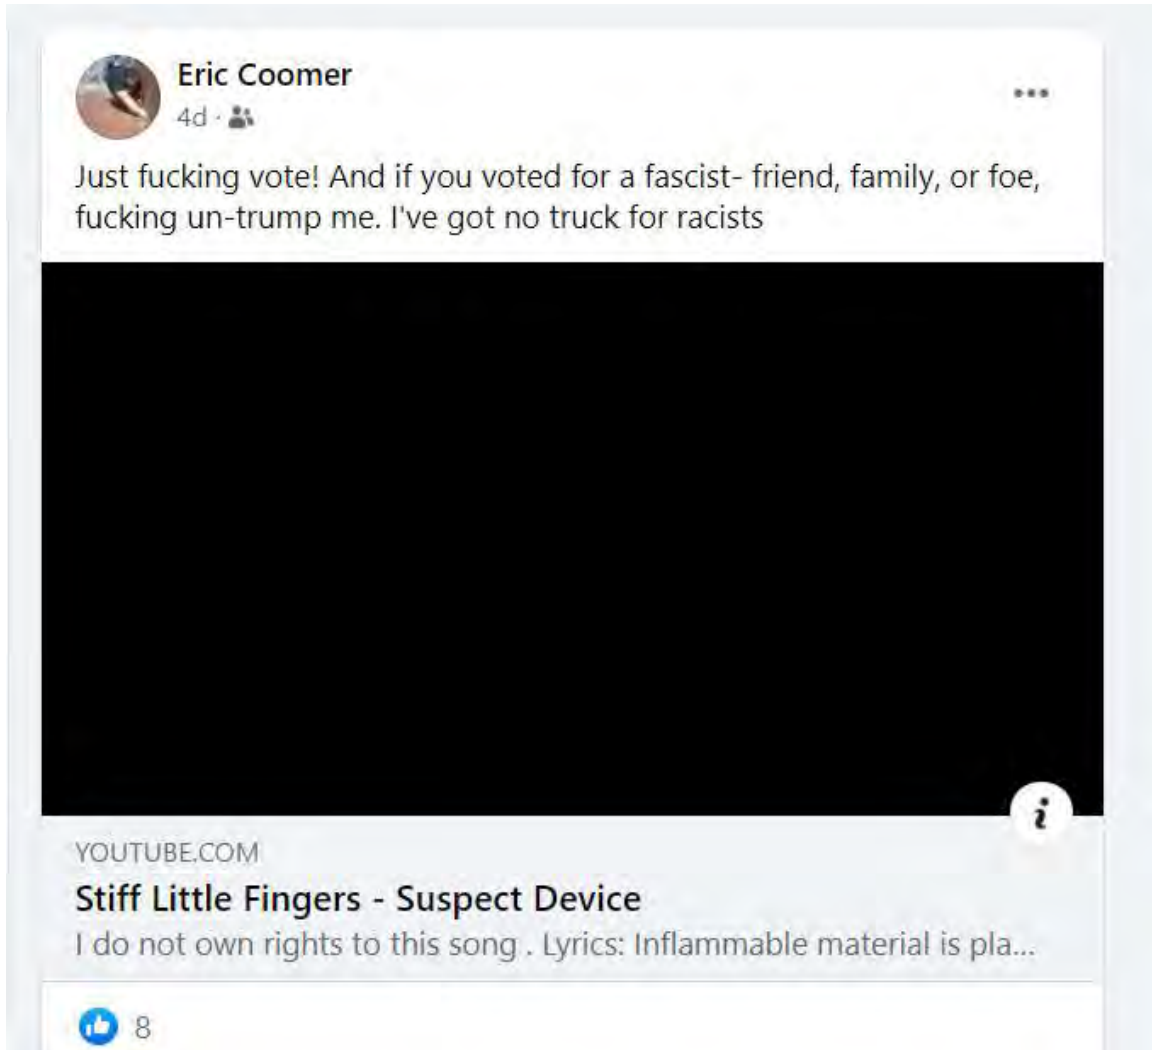 Eric Coomer
4d ·
Just fucking vote! And if you voted for a fascist- friend, family, or foe,
fucking un-trump me. I've got no truck for racists
YOUTUBE.COM
Stiff Little Fingers - Suspect Device
I do not own rights to this song . Lyrics: Inflammable material is pla...
8